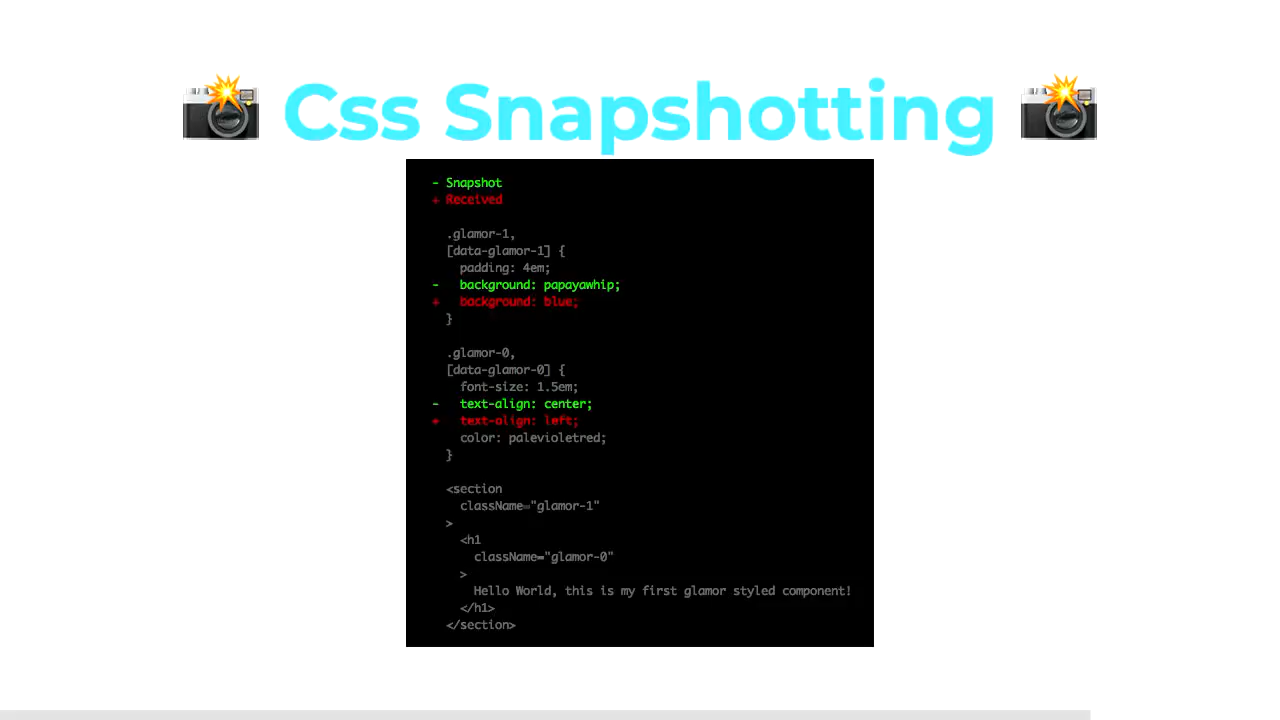 Css Snapshotting
- Snapshot
+ Received
.glamor-1,
[data-glamor-1] {
padding: 4em;
- background: papayawhip;
+ background: blue;
}
.glamor-0,
[data-glamor-0] {
font-size: 1.5em;
- text-align: center;
+ text-align: left;
color: palevioletred;
}
<section
className="glamor-1"
>
<h1
className="glamor-0"
>
Hello World, this is my first glamor styled component!
</h1>
</section>